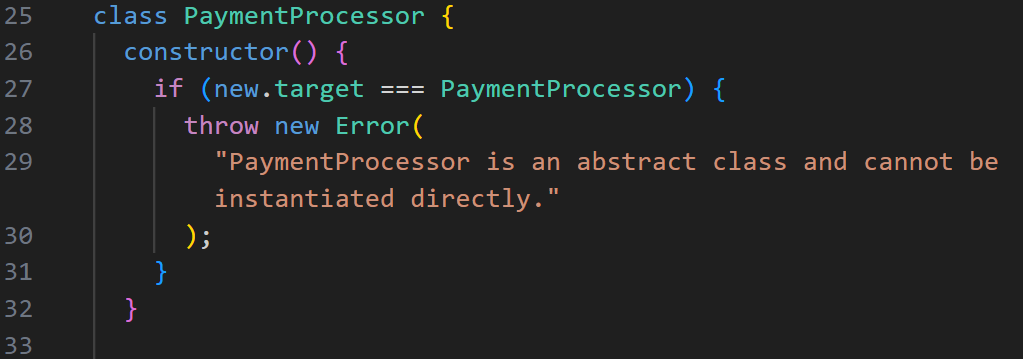 25 class PaymentProcessor {
26 constructor() {
27 if (new.target === PaymentProcessor) {
28 throw new Error(
29 "PaymentProcessor is an abstract class and cannot be
instantiated directly."
30 );
31 }
32 }
33